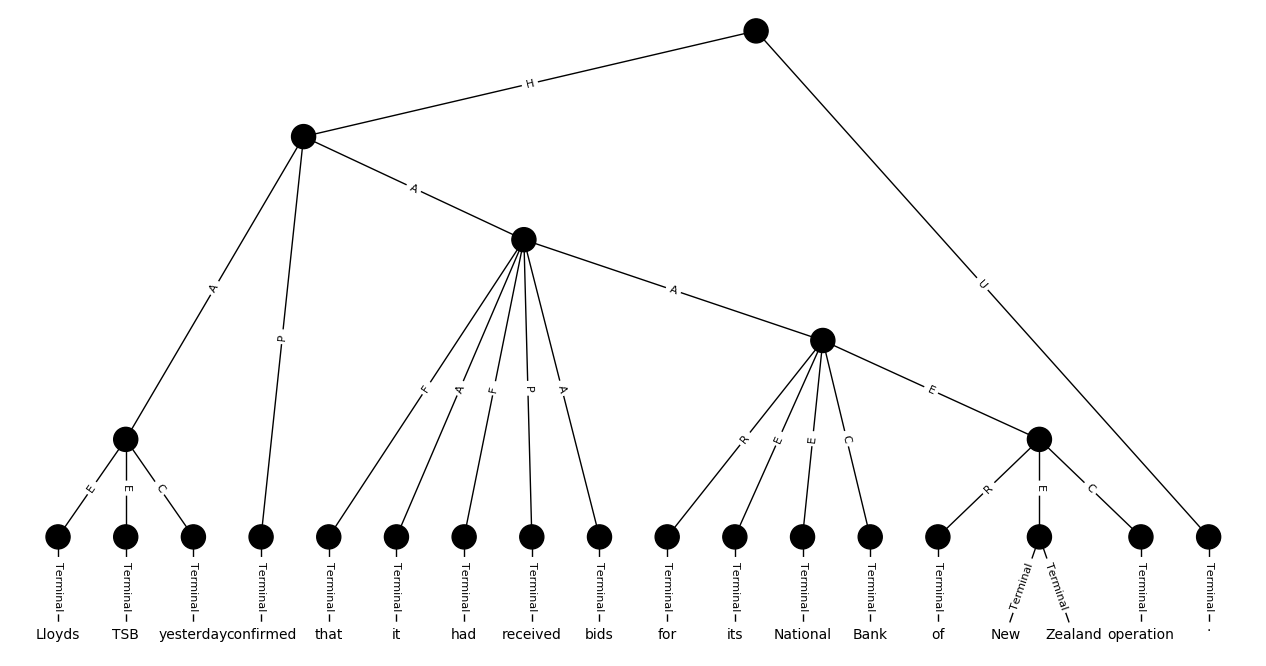 H
A
A
U
A
A
P
F
A
F
P
A
E
R
E
E
C
E
E
C
R
E
C
Terminal Terminal Terminal Terminal Terminal Terminal Terminal Terminal Terminal Terminal Terminal Terminal Terminal Terminal Terminal Terminal Terminal Terminal
Lloyds TSB yesterday confirmed that it had received bids for its National Bank of New Zealand operation .